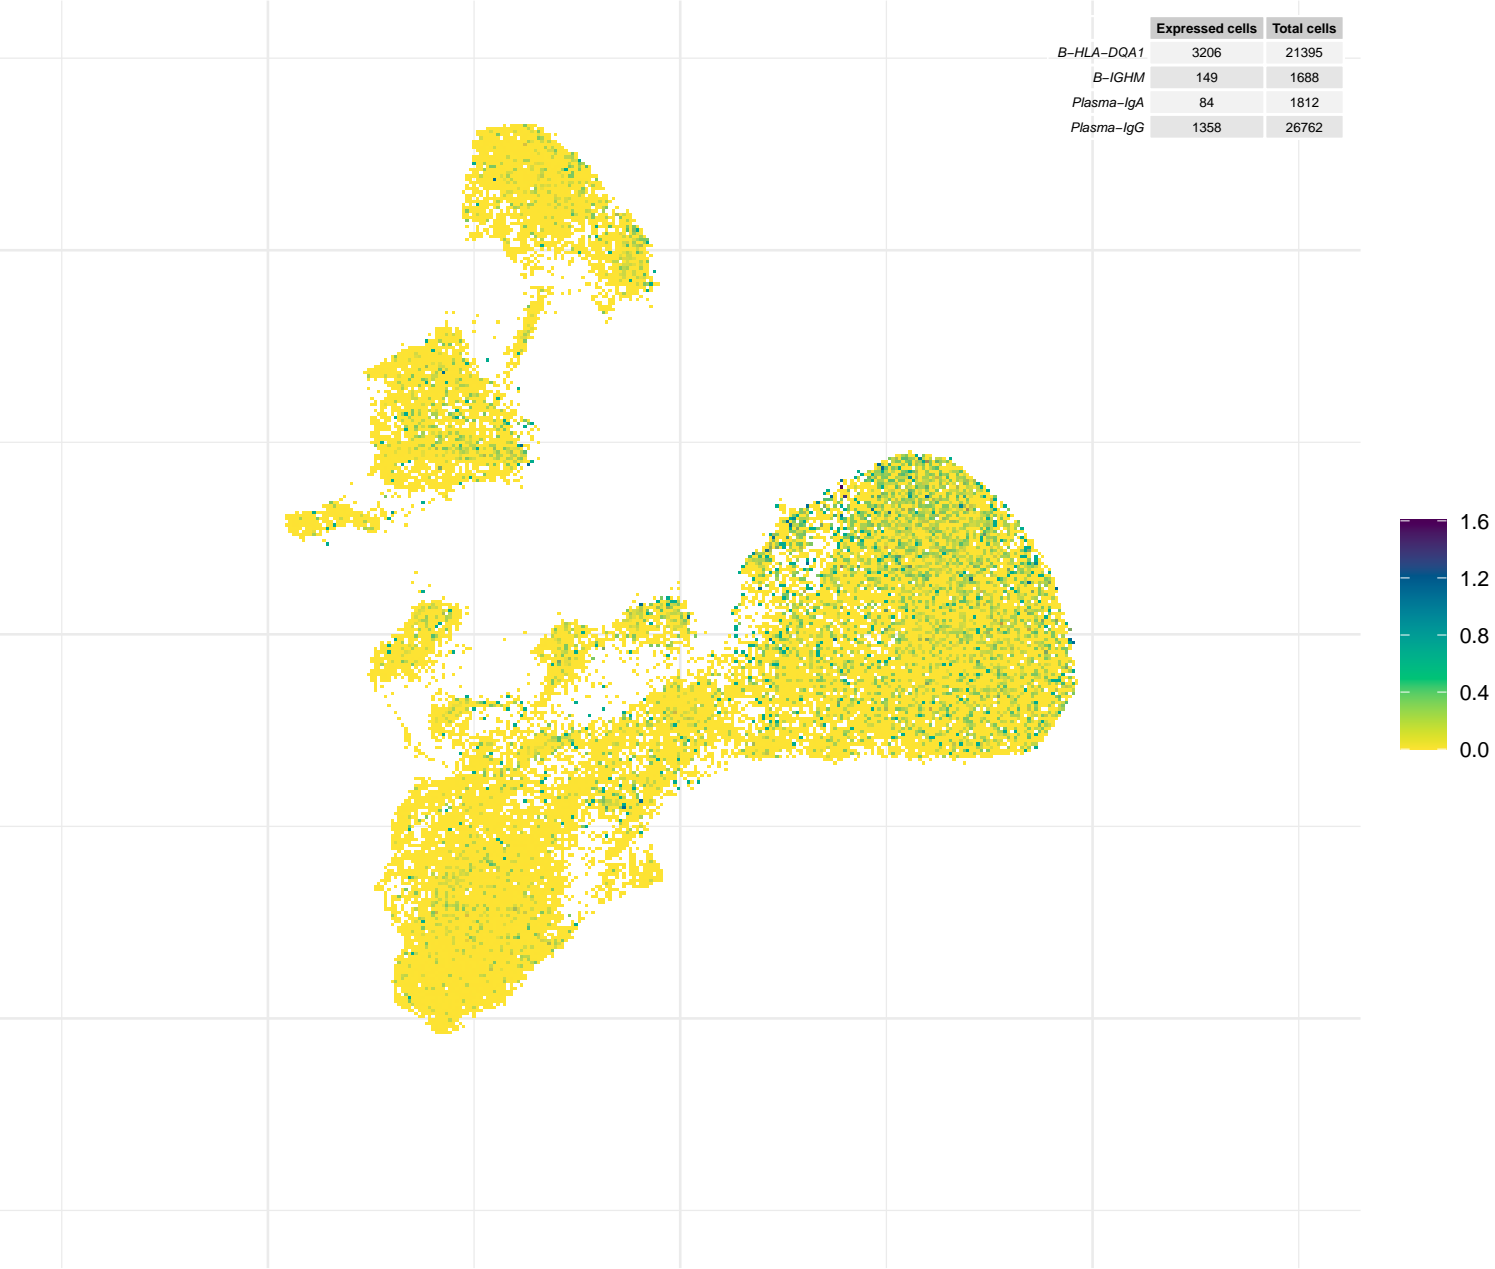 Expressed cells Total cells
B−HLA−DQA1 3206 21395
B−IGHM 149 1688
Plasma−IgA 84 1812
Plasma−IgG 1358 26762
1.6
1.2
0.8
0.4
0.0